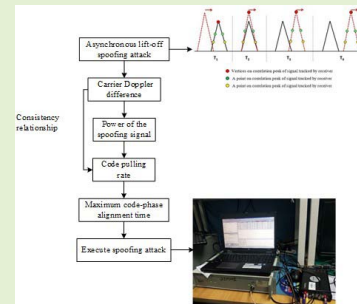 Asynchronous lift-off
spoofing attack
Carrier Doppler
difference
Consistency
relationship
Power of the
spoofing signal
Code pulling
rate
Maximum code-phase
alignment time
Execute spoofing attack
Vertices on correlation peak of signal tracked by receiver
A point on correlation peak of signal tracked by receiver
A point on correlation peak of signal tracked by receiver